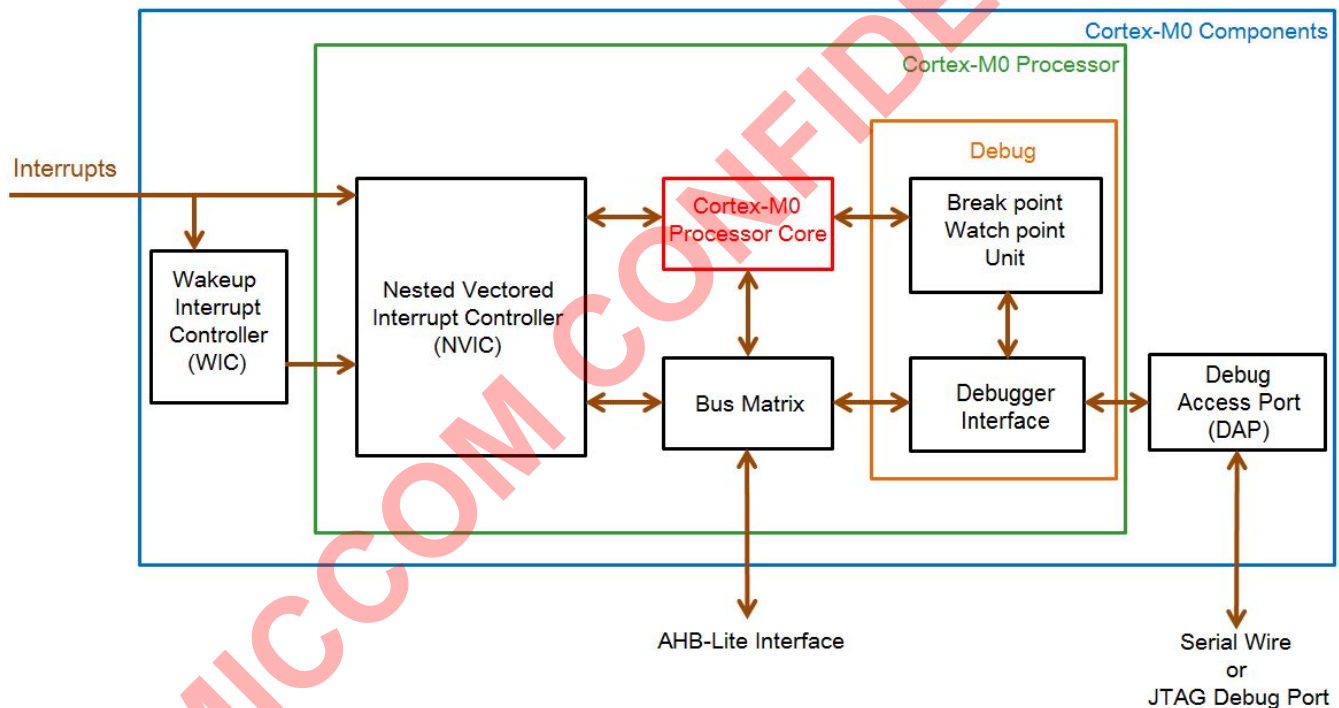 Cortex-M0 Components
Cortex-M0 Processor
Interrupts
Debug
Wakeup
Interrupt
Controller
(WIC)
Nested Vectored
Interrupt Controller
(NVIC)
Cortex-M0
Processor Core
Break point
Watch point
Unit
Bus Matrix
Debugger
Interface
Debug
Access Port
(DAP)
AHB-Lite Interface
Serial Wire
or
JTAG Debug Port
MICCOM CONFIDE